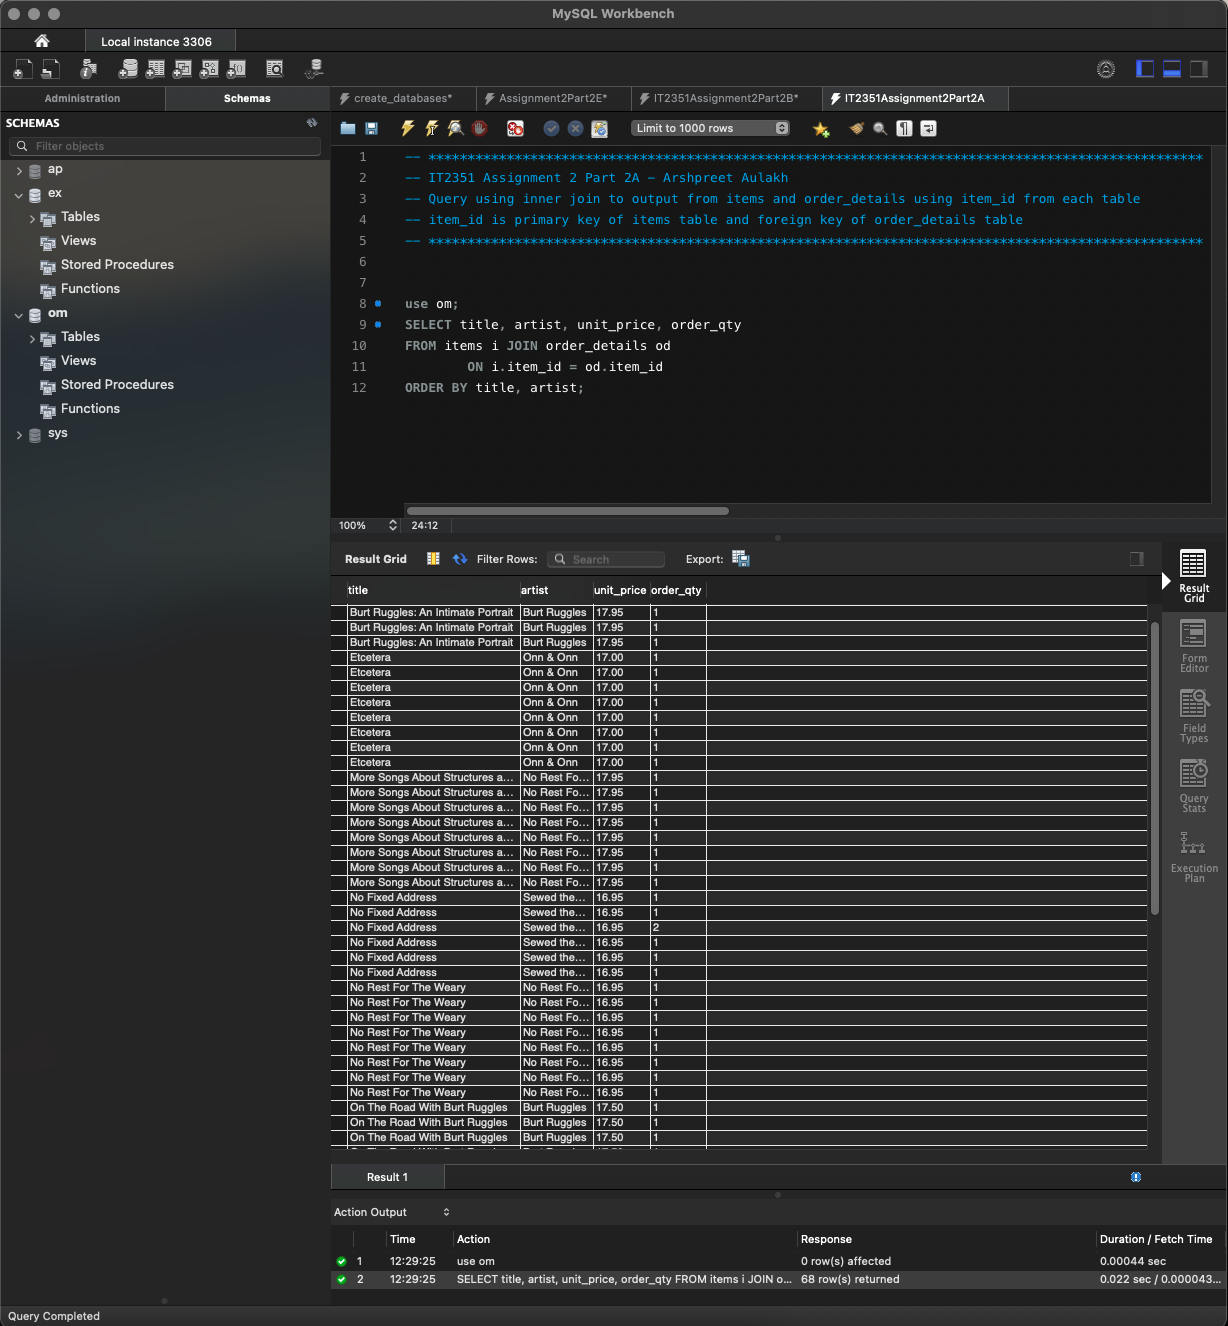 MySQL Workbench
Local instance 3306
Administration
Schemas
create_databases*
Assignment2Part2E*
IT2351Assignment2Part2B*
IT2351Assignment2Part2A
SCHEMAS
Filter objects
Limit to 1000 rows
ap
ex
Tables
Views
Stored Procedures
Functions
om
Tables
Views
Stored Procedures
Functions
sys
1 -- ***************************************************************************************************
2 -- IT2351 Assignment 2 Part 2A - Arshpreet Aulakh
3 -- Query using inner join to output from items and order_details using item_id from each table
4 -- item_id is primary key of items table and foreign key of order_details table
5 -- ***************************************************************************************************
6
7
8 use om;
9 SELECT title, artist, unit_price, order_qty
10 FROM items i JOIN order_details od
11 ON i.item_id = od.item_id
12 ORDER BY title, artist;
100% 24:12
Result Grid Filter Rows: Search Export:
title artist unit_price order_qty
Burt Ruggles: An Intimate Portrait Burt Ruggles 17.95 1
Burt Ruggles: An Intimate Portrait Burt Ruggles 17.95 1
Burt Ruggles: An Intimate Portrait Burt Ruggles 17.95 1
Etcetera Onn & Onn 17.00 1
Etcetera Onn & Onn 17.00 1
Etcetera Onn & Onn 17.00 1
Etcetera Onn & Onn 17.00 1
Etcetera Onn & Onn 17.00 1
Etcetera Onn & Onn 17.00 1
Etcetera Onn & Onn 17.00 1
Etcetera Onn & Onn 17.00 1
More Songs About Structures a... No Rest Fo... 17.95 1
More Songs About Structures a... No Rest Fo... 17.95 1
More Songs About Structures a... No Rest Fo... 17.95 1
More Songs About Structures a... No Rest Fo... 17.95 1
More Songs About Structures a... No Rest Fo... 17.95 1
More Songs About Structures a... No Rest Fo... 17.95 1
More Songs About Structures a... No Rest Fo... 17.95 1
More Songs About Structures a... No Rest Fo... 17.95 1
No Fixed Address Sewed the... 16.95 1
No Fixed Address Sewed the... 16.95 1
No Fixed Address Sewed the... 16.95 2
No Fixed Address Sewed the... 16.95 1
No Fixed Address Sewed the... 16.95 1
No Fixed Address Sewed the... 16.95 1
No Rest For The Weary No Rest Fo... 16.95 1
No Rest For The Weary No Rest Fo... 16.95 1
No Rest For The Weary No Rest Fo... 16.95 1
No Rest For The Weary No Rest Fo... 16.95 1
No Rest For The Weary No Rest Fo... 16.95 1
No Rest For The Weary No Rest Fo... 16.95 1
No Rest For The Weary No Rest Fo... 16.95 1
No Rest For The Weary No Rest Fo... 16.95 1
On The Road With Burt Ruggles Burt Ruggles 17.50 1
On The Road With Burt Ruggles Burt Ruggles 17.50 1
On The Road With Burt Ruggles Burt Ruggles 17.50 1
Result
Grid
Form
Editor
Field
Types
Query
Stats
Execution
Plan
Result 1
Action Output
Time Action Response Duration / Fetch Time
1 12:29:25 use om 0 row(s) affected 0.00044 sec
2 12:29:25 SELECT title, artist, unit_price, order_qty FROM items i JOIN o... 68 row(s) returned 0.022 sec / 0.000043...
Query Completed